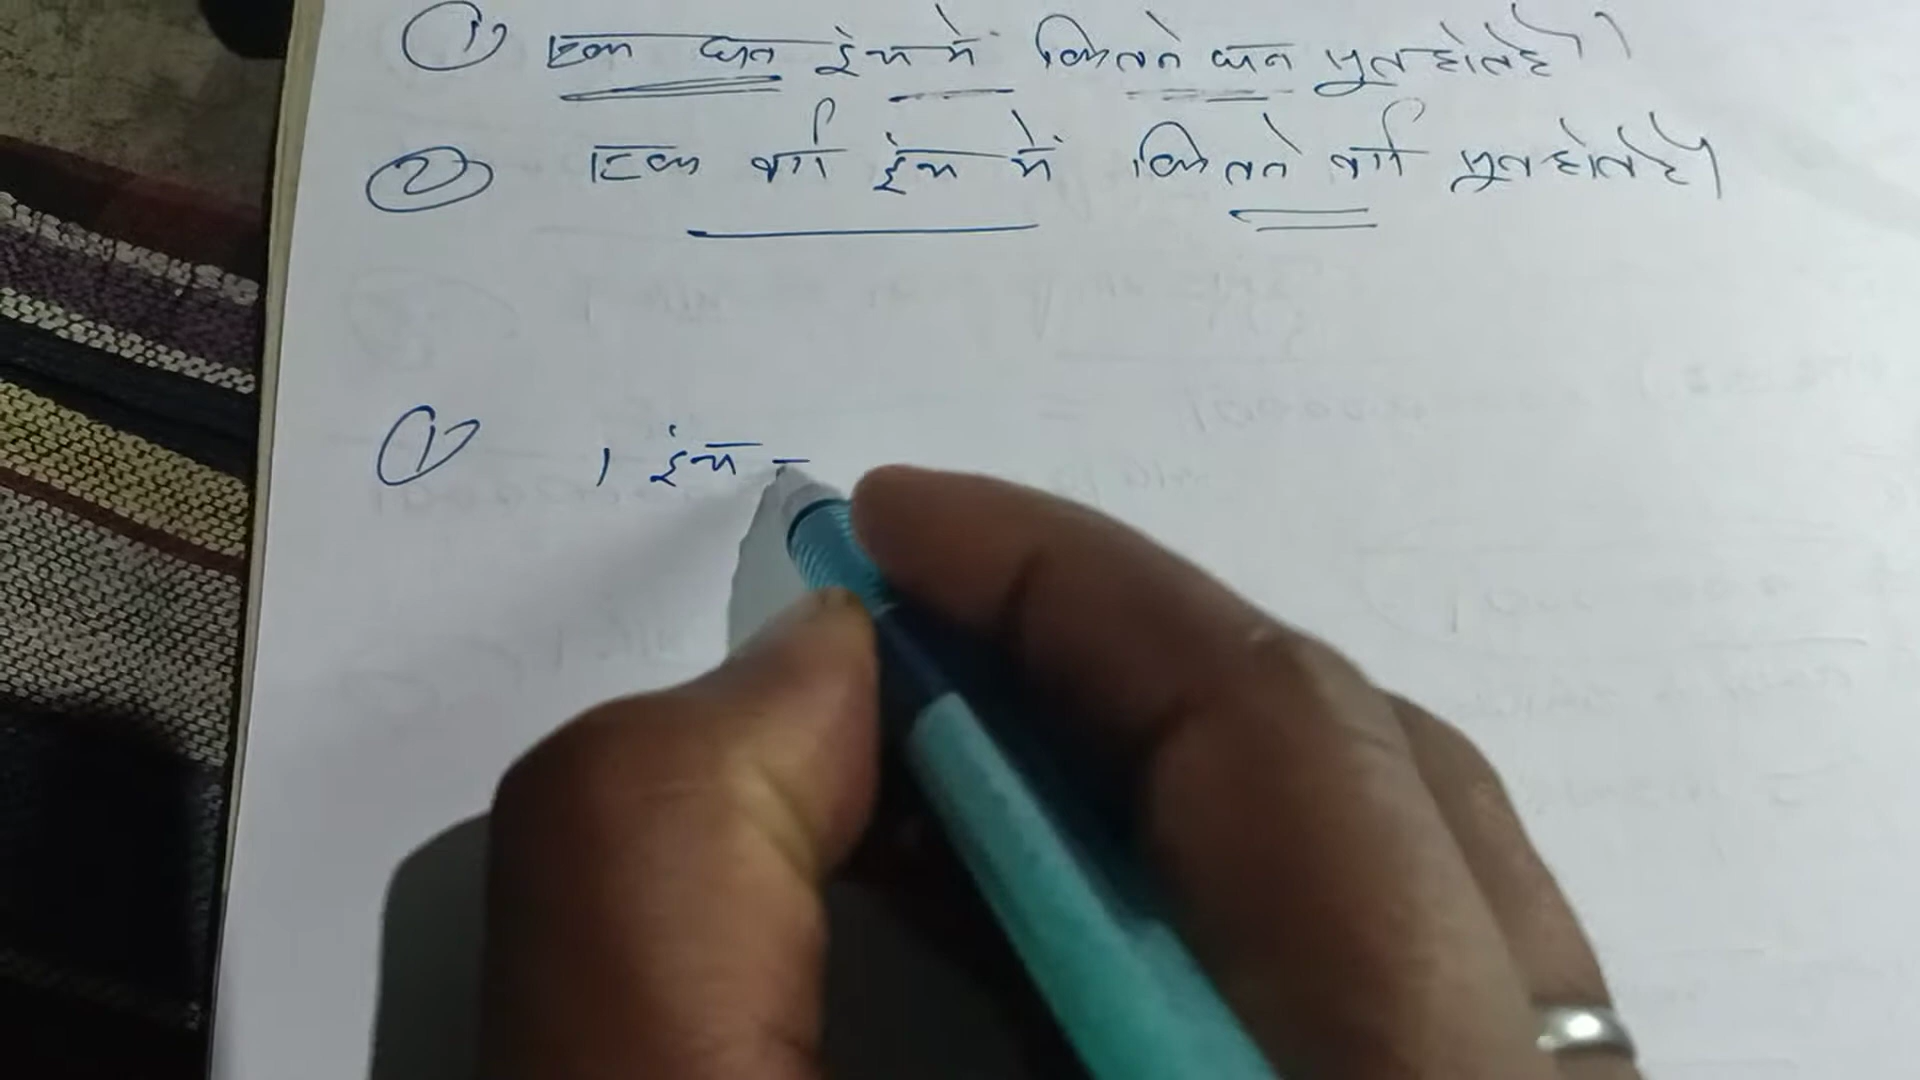 ① एक घन इंच में कितने घन सूत होते है।
② एक वर्ग इंच में कितने वर्ग सूत होते है।
① 1 इंच =